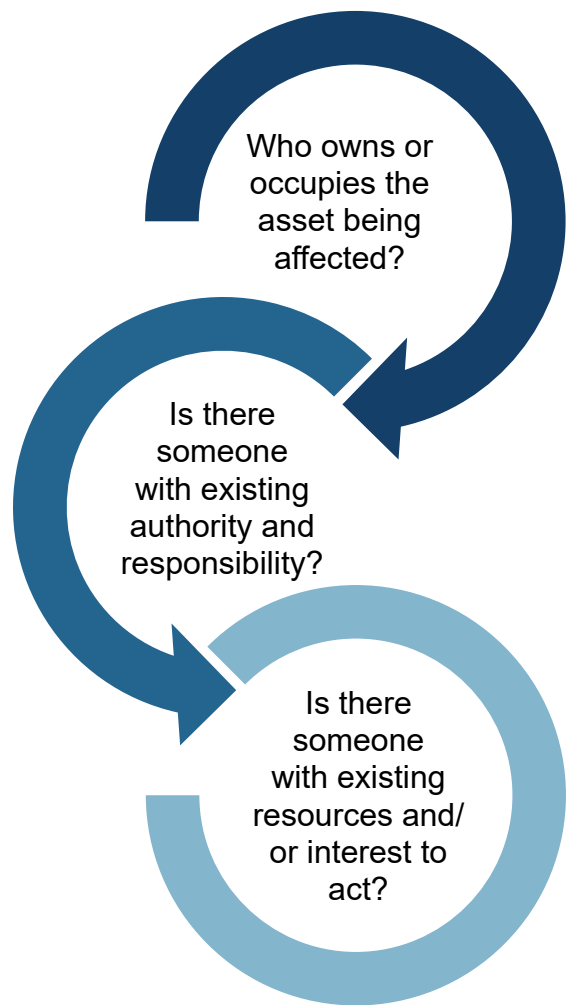 Who owns or
occupies the
asset being
affected?
Is there
someone
with existing
authority and
responsibility?
Is there
someone
with existing
resources and/
or interest to
act?